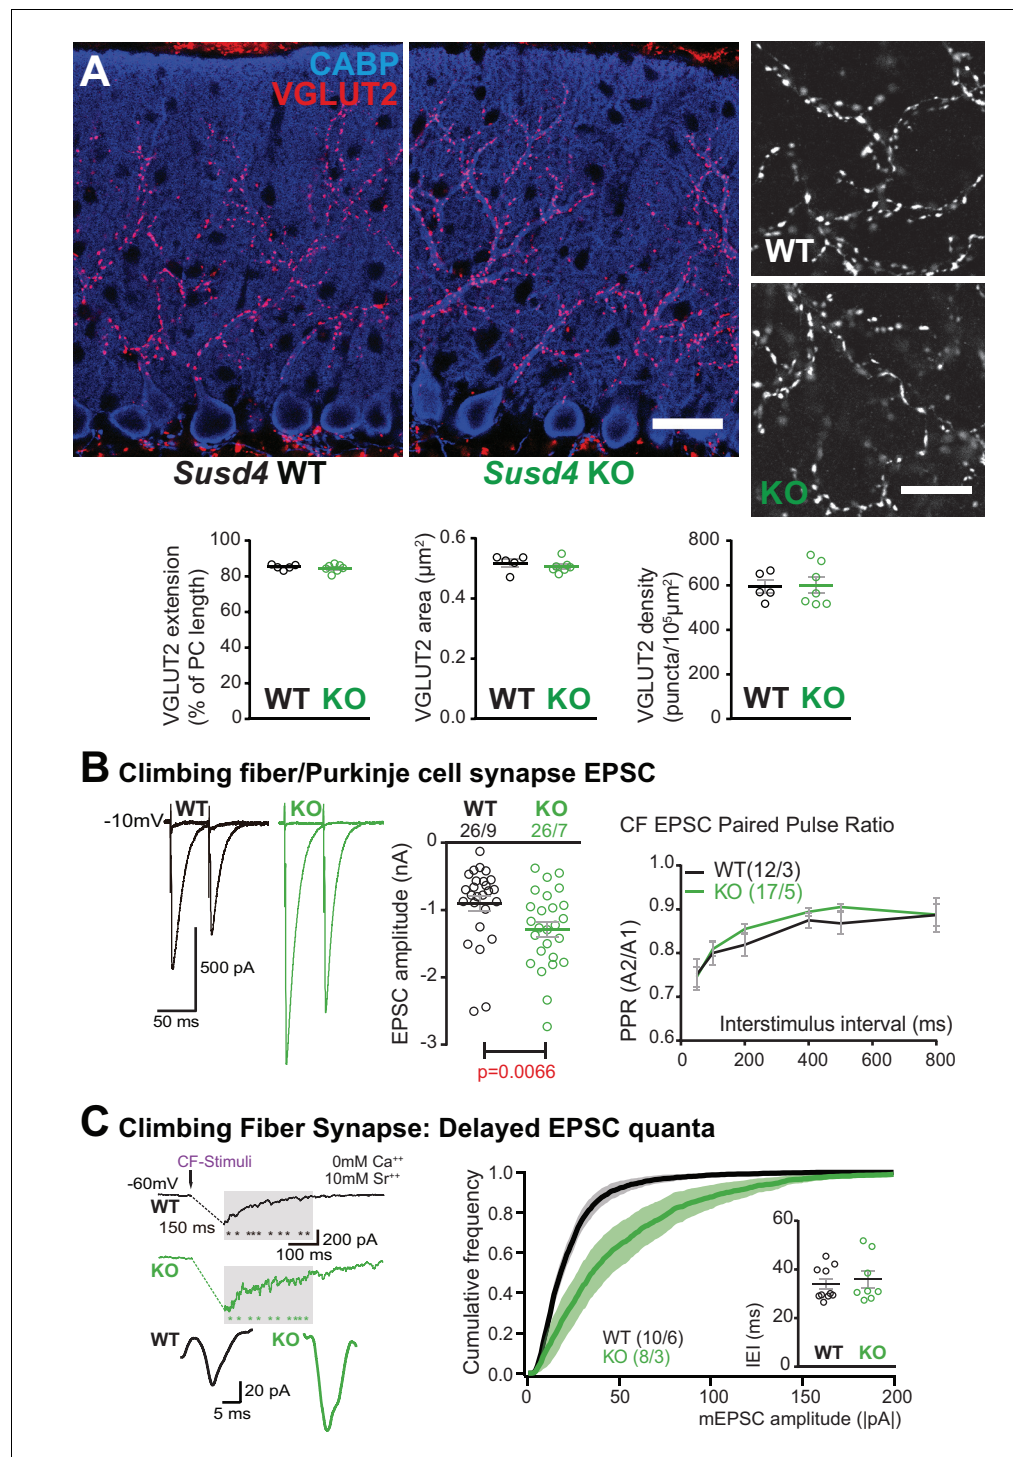 A
CABP
VGLUT2
WT
KO
Susd4 WT
Susd4 KO
VGLUT2 extension
(% of PC length)
100
80
60
40
20
0
WT KO
VGLUT2 area (µm²)
0.6
0.4
0.2
0.0
WT KO
VGLUT2 density
(puncta/10⁵µm²)
800
600
400
200
0
WT KO
B Climbing fiber/Purkinje cell synapse EPSC
-10mV
WT
KO
500 pA
50 ms
WT KO
26/9 26/7
EPSC amplitude (nA)
0
-1
-2
-3
p=0.0066
CF EPSC Paired Pulse Ratio
WT(12/3)
KO (17/5)
PPR (A2/A1)
1.0
0.9
0.8
0.7
0.6
Interstimulus interval (ms)
0 200 400 600 800
C Climbing Fiber Synapse: Delayed EPSC quanta
CF-Stimuli
0mM Ca⁺⁺
10mM Sr⁺⁺
-60mV
WT
150 ms
***********
200 pA
100 ms
KO
WT
KO
20 pA
5 ms
Cumulative frequency
1.0
0.8
0.6
0.4
0.2
0.0
WT (10/6)
KO (8/3)
0 50 100 150 200
mEPSC amplitude (|pA|)
IEI (ms)
60
40
20
0
WT KO